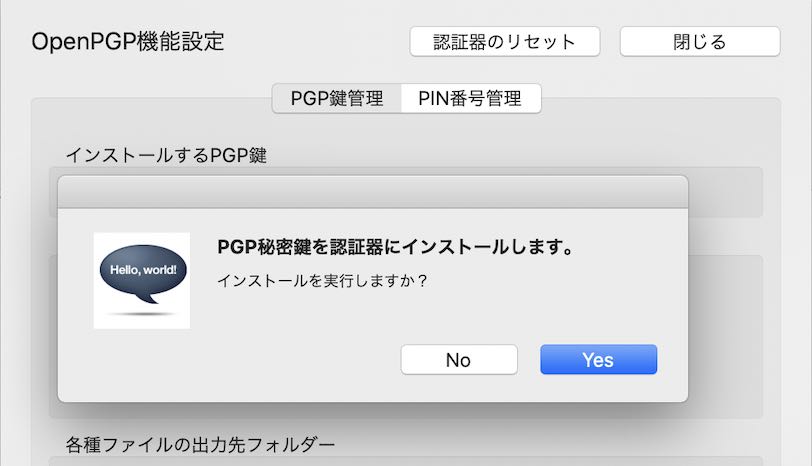 OpenPGP機能設定
認証器のリセット
閉じる
PGP鍵管理
PIN番号管理
インストールするPGP鍵
Hello, world!
PGP秘密鍵を認証器にインストールします。
インストールを実行しますか？
No
Yes
各種ファイルの出力先フォルダー